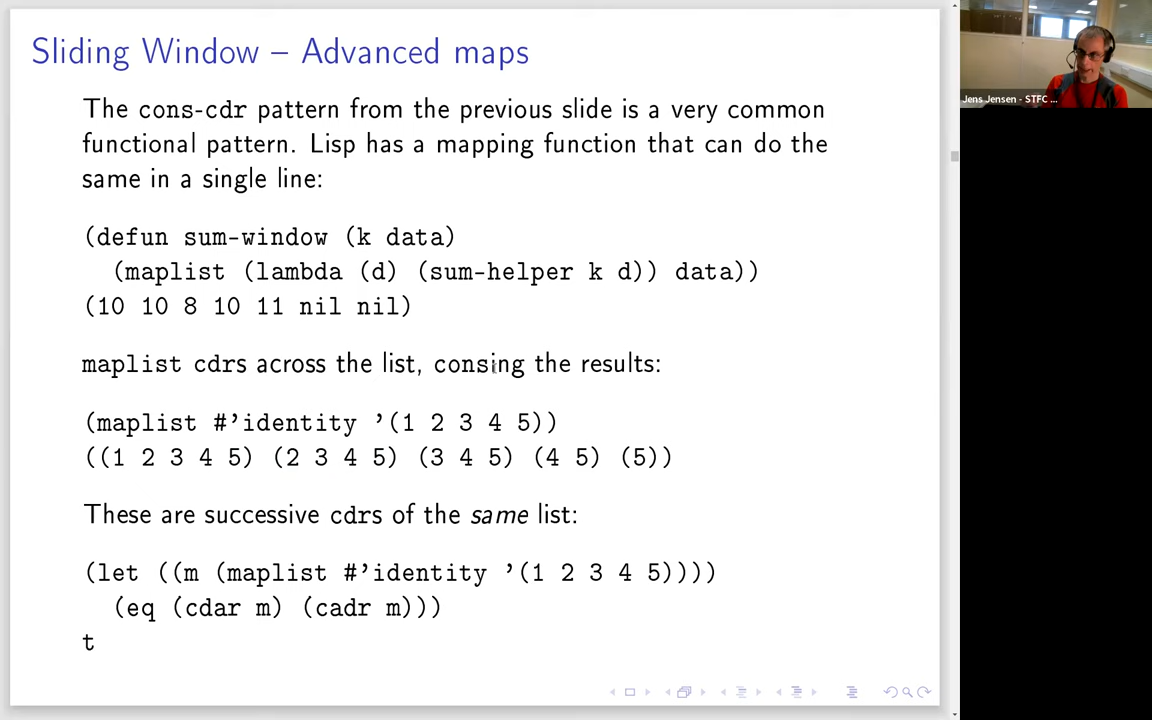 Sliding Window – Advanced maps
The cons-cdr pattern from the previous slide is a very common
functional pattern. Lisp has a mapping function that can do the
same in a single line:
(defun sum-window (k data)
(maplist (lambda (d) (sum-helper k d)) data))
(10 10 8 10 11 nil nil)
maplist cdrs across the list, consing the results:
(maplist #’identity ’(1 2 3 4 5))
((1 2 3 4 5) (2 3 4 5) (3 4 5) (4 5) (5))
These are successive cdrs of the same list:
(let ((m (maplist #’identity ’(1 2 3 4 5))))
(eq (cdar m) (cadr m)))
t
Jens Jensen - STFC ...